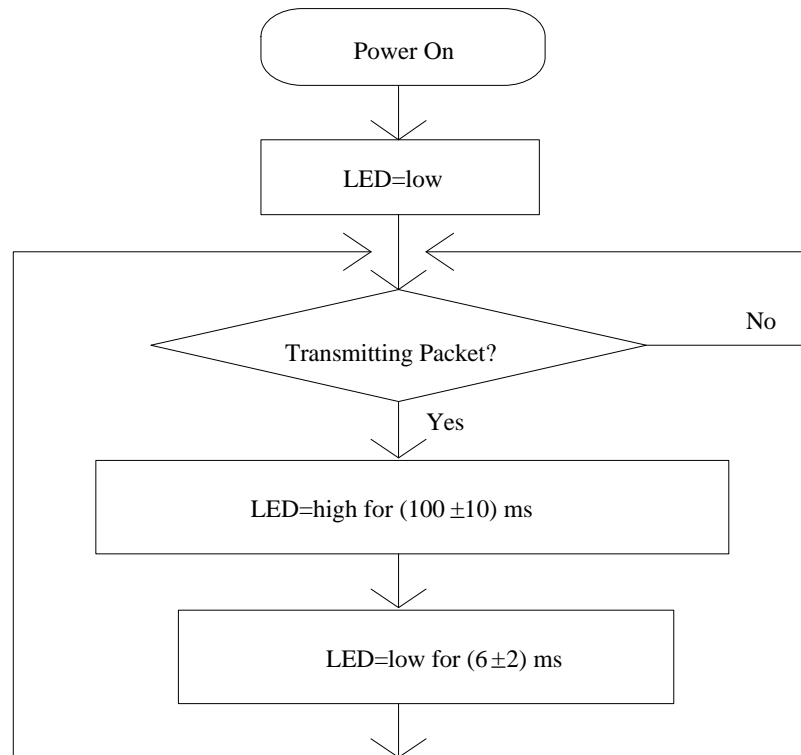 Power On
LED=low
No
Transmitting Packet?
Yes
LED=high for (100 ±10) ms
LED=low for (6 ±2) ms